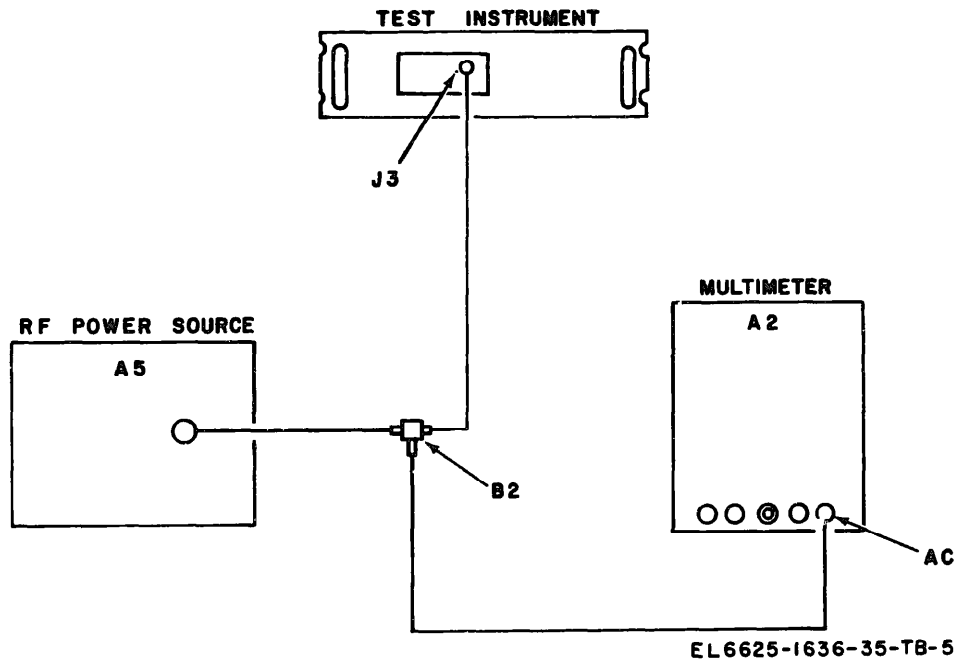 TEST INSTRUMENT
J3
MULTIMETER
A2
RF POWER SOURCE
A5
B2
AC
EL6625-1636-35-TB-5